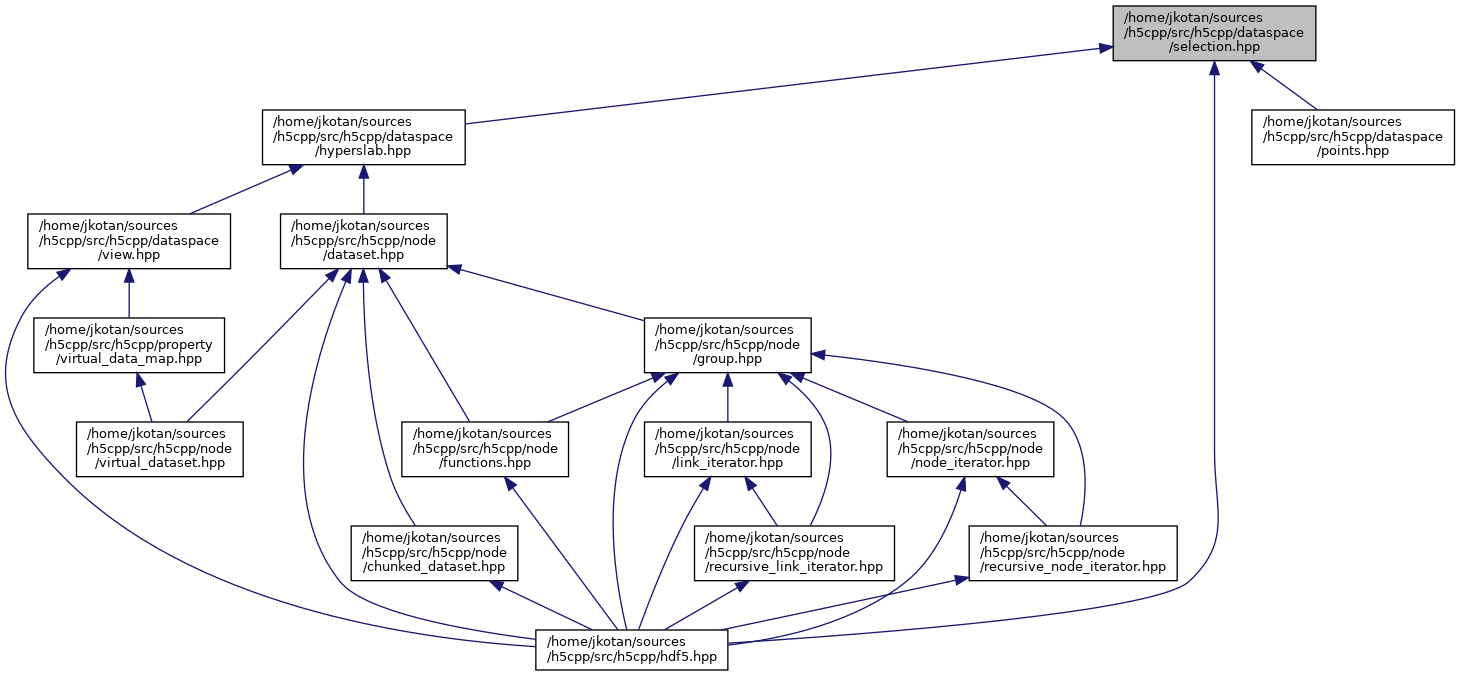 /home/jkotan/sources
/h5cpp/src/h5cpp/dataspace
/selection.hpp
/home/jkotan/sources
/h5cpp/src/h5cpp/dataspace
/hyperslab.hpp
/home/jkotan/sources
/h5cpp/src/h5cpp/dataspace
/points.hpp
/home/jkotan/sources
/h5cpp/src/h5cpp/dataspace
/view.hpp
/home/jkotan/sources
/h5cpp/src/h5cpp/node
/dataset.hpp
/home/jkotan/sources
/h5cpp/src/h5cpp/property
/virtual_data_map.hpp
/home/jkotan/sources
/h5cpp/src/h5cpp/node
/group.hpp
/home/jkotan/sources
/h5cpp/src/h5cpp/node
/virtual_dataset.hpp
/home/jkotan/sources
/h5cpp/src/h5cpp/node
/functions.hpp
/home/jkotan/sources
/h5cpp/src/h5cpp/node
/link_iterator.hpp
/home/jkotan/sources
/h5cpp/src/h5cpp/node
/node_iterator.hpp
/home/jkotan/sources
/h5cpp/src/h5cpp/node
/chunked_dataset.hpp
/home/jkotan/sources
/h5cpp/src/h5cpp/node
/recursive_link_iterator.hpp
/home/jkotan/sources
/h5cpp/src/h5cpp/node
/recursive_node_iterator.hpp
/home/jkotan/sources
/h5cpp/src/h5cpp/hdf5.hpp